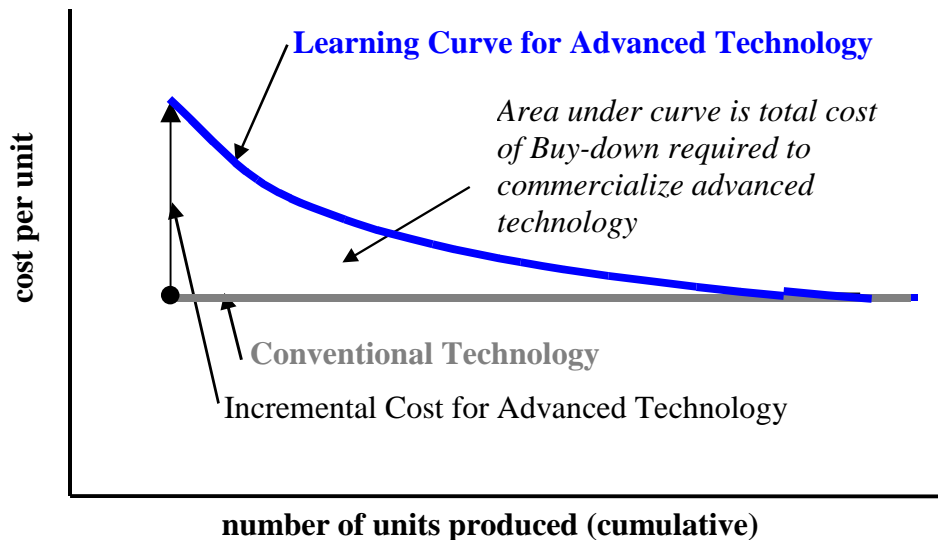 Learning Curve for Advanced Technology
Area under curve is total cost
of Buy-down required to
commercialize advanced
technology
cost per unit
Conventional Technology
Incremental Cost for Advanced Technology
number of units produced (cumulative)